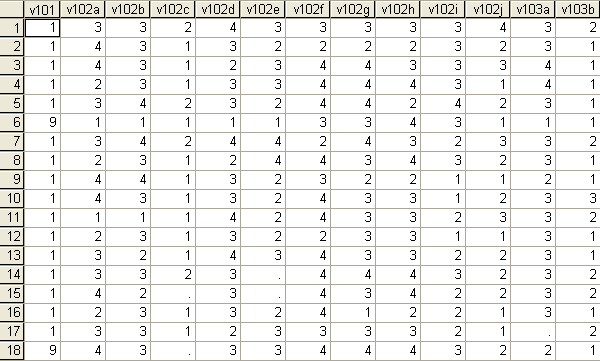 v101 v102a v102b v102c v102d v102e v102f v102g v102h v102i v102j v103a v103b
1 1 3 3 2 4 3 3 3 3 3 4 3 2
2 1 4 3 1 3 2 2 2 2 3 2 3 1
3 1 4 3 1 2 3 4 4 3 3 3 4 1
4 1 2 3 1 3 3 4 4 4 3 1 4 1
5 1 3 4 2 3 2 4 4 2 4 2 3 1
6 9 1 1 1 1 1 3 3 4 3 1 1 1
7 1 3 4 2 4 4 2 4 3 2 3 3 2
8 1 2 3 1 2 4 4 3 4 3 2 3 1
9 1 4 4 1 3 2 3 2 2 1 1 2 1
10 1 4 3 1 3 2 4 3 3 1 2 3 3
11 1 1 1 1 4 2 4 3 3 2 3 3 2
12 1 2 3 1 3 2 2 3 3 1 1 3 1
13 1 3 2 1 4 3 4 3 3 2 2 3 1
14 1 3 3 2 3 . 4 4 4 3 2 3 1
15 1 4 2 . 3 . 4 3 4 2 2 3 2
16 1 2 3 1 3 2 4 1 2 2 1 3 1
17 1 3 3 1 2 3 3 3 3 2 1 . 2
18 9 4 3 . 3 3 4 4 4 3 2 2 1